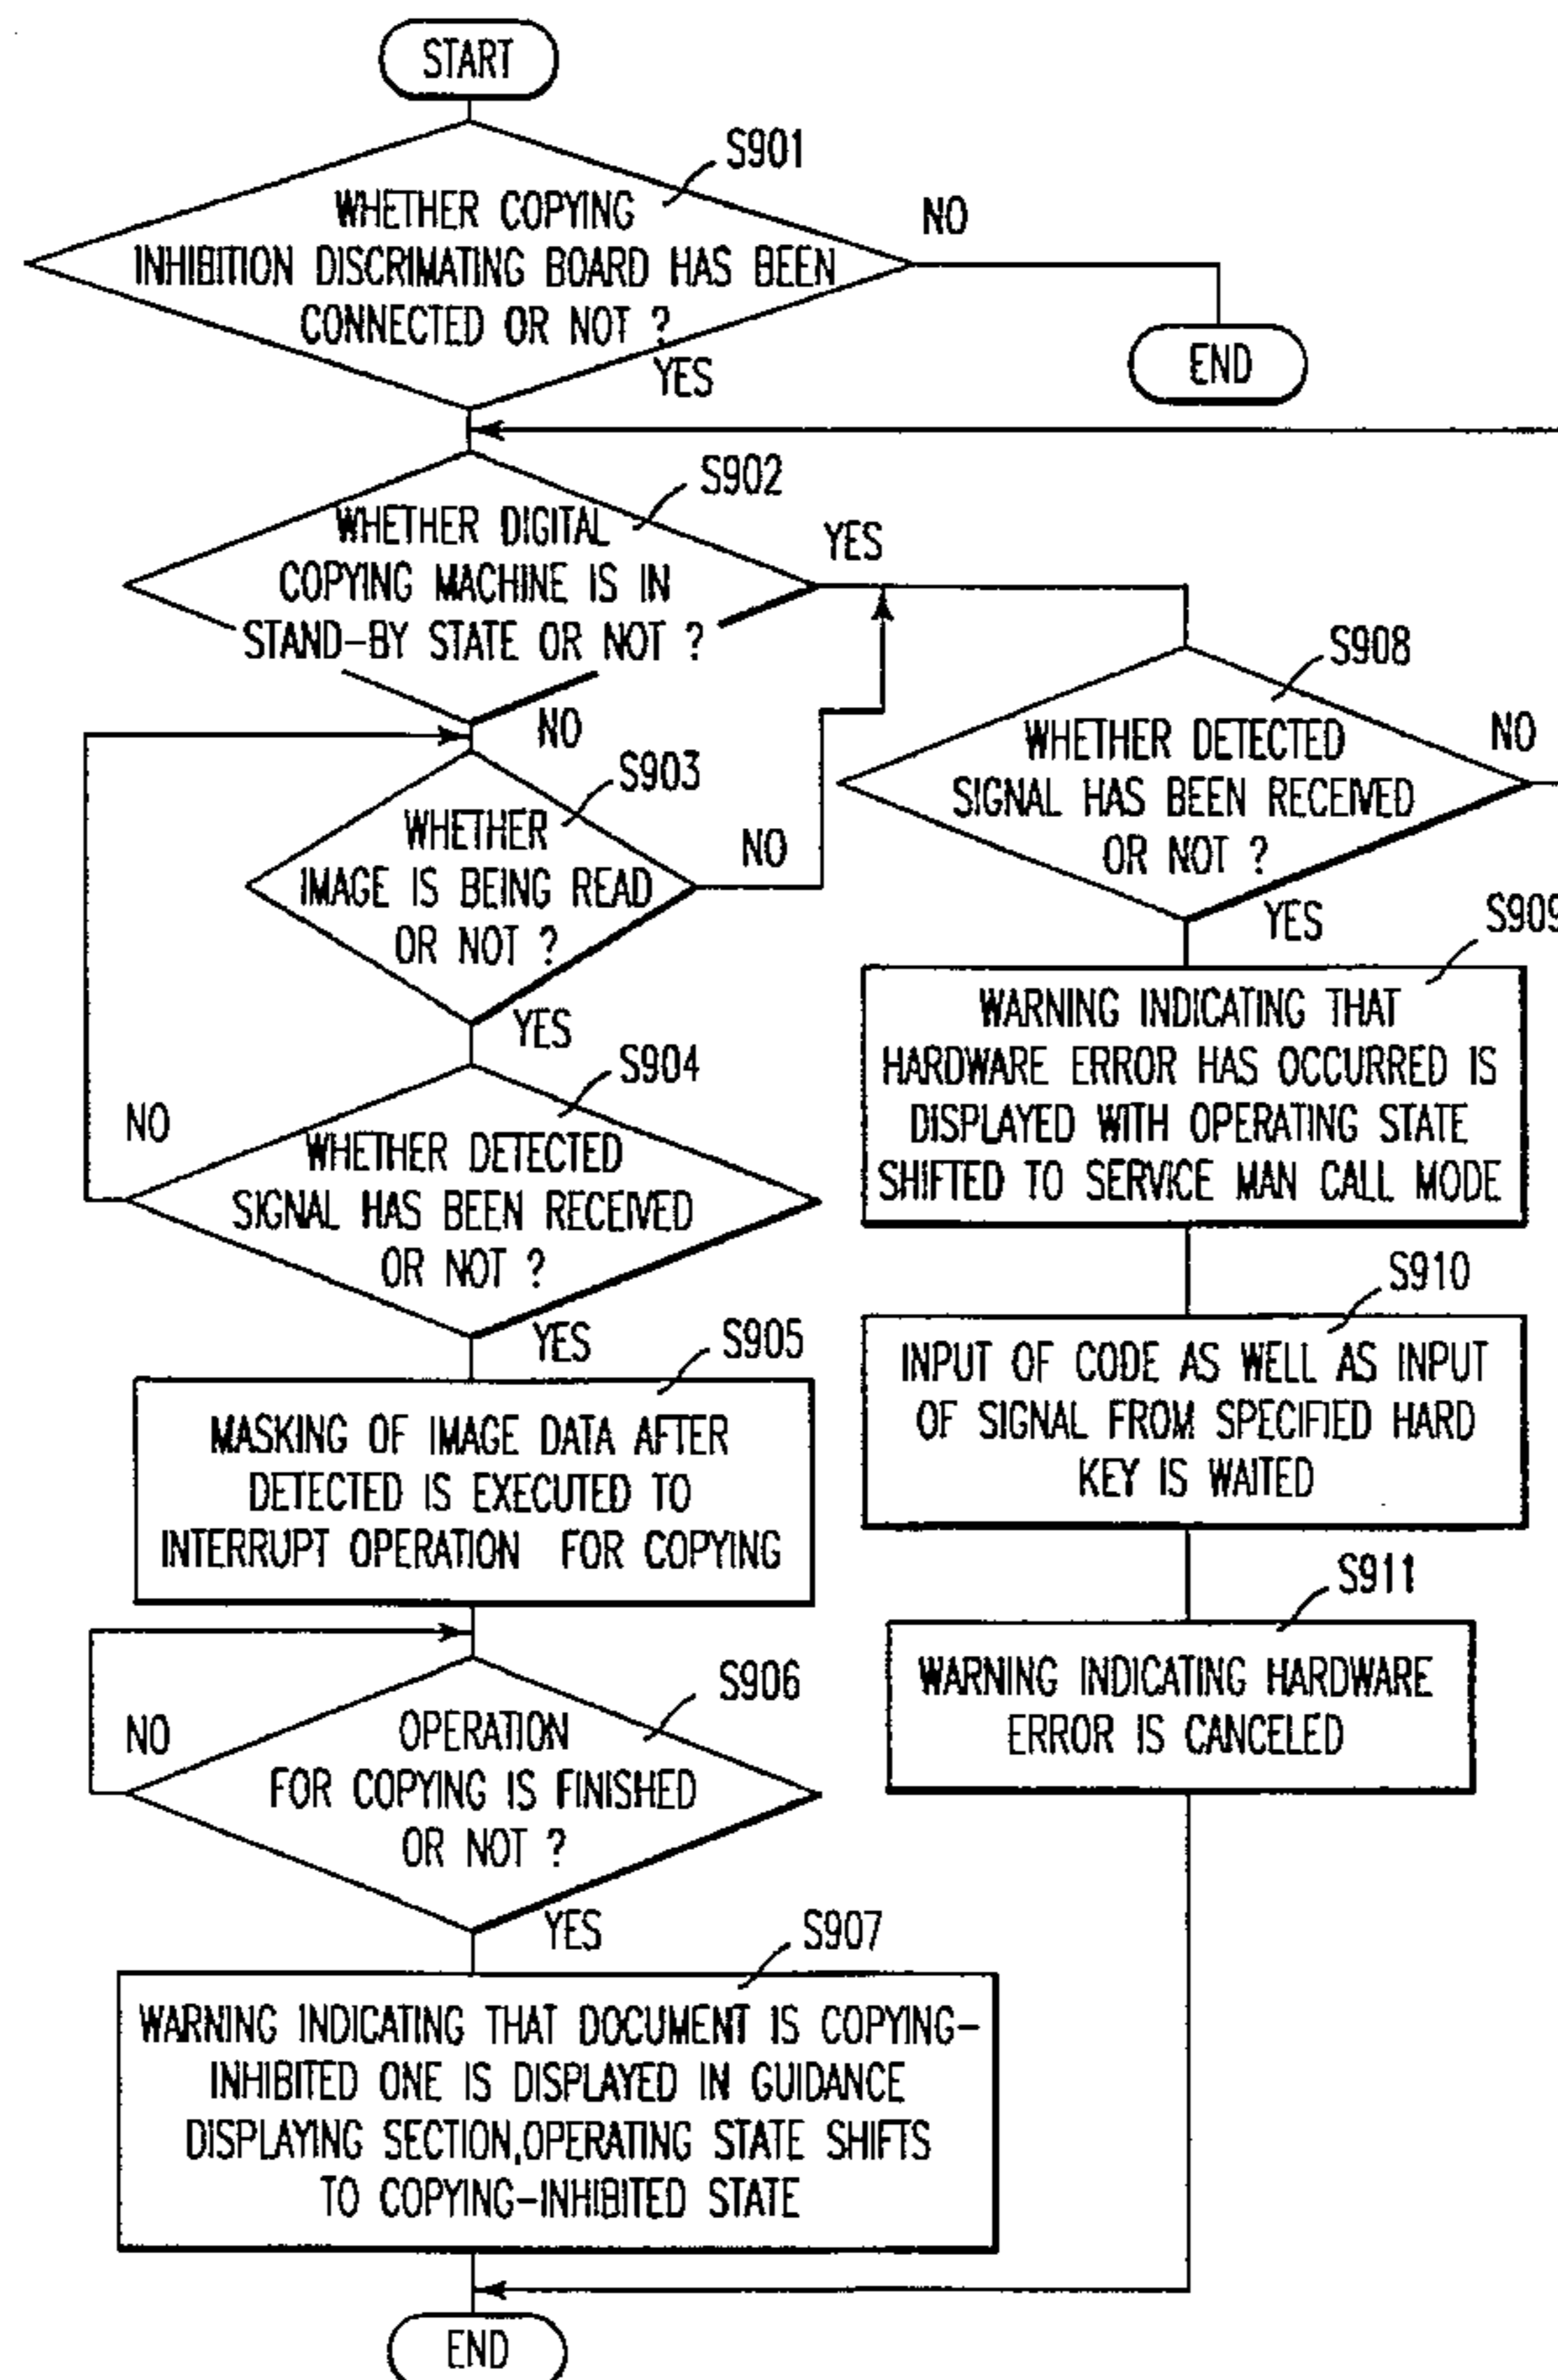 START
S901
WHETHER COPYING
INHIBITION DISCRIMATING BOARD HAS BEEN
CONNECTED OR NOT ?
NO
END
YES
S902
WHETHER DIGITAL
COPYING MACHINE IS IN
STAND-BY STATE OR NOT ?
YES
NO
S903
WHETHER
IMAGE IS BEING READ
OR NOT ?
NO
YES
S904
WHETHER DETECTED
SIGNAL HAS BEEN RECEIVED
OR NOT ?
NO
YES
S905
MASKING OF IMAGE DATA AFTER
DETECTED IS EXECUTED TO
INTERRUPT OPERATION FOR COPYING
S906
OPERATION
FOR COPYING IS FINISHED
OR NOT ?
NO
YES
S907
WARNING INDICATING THAT DOCUMENT IS COPYING-
INHIBITED ONE IS DISPLAYED IN GUIDANCE
DISPLAYING SECTION,OPERATING STATE SHIFTS
TO COPYING-INHIBITED STATE
S908
WHETHER DETECTED
SIGNAL HAS BEEN RECEIVED
OR NOT ?
NO
YES
S909
WARNING INDICATING THAT
HARDWARE ERROR HAS OCCURRED IS
DISPLAYED WITH OPERATING STATE
SHIFTED TO SERVICE MAN CALL MODE
S910
INPUT OF CODE AS WELL AS INPUT
OF SIGNAL FROM SPECIFIED HARD
KEY IS WAITED
S911
WARNING INDICATING HARDWARE
ERROR IS CANCELED
END